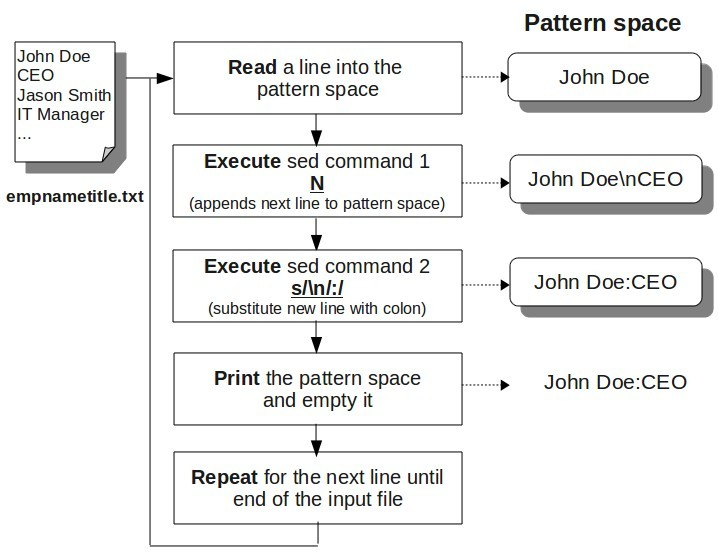 Pattern space
John Doe
CEO
Jason Smith
IT Manager
...
empnametitle.txt
Read a line into the
pattern space
John Doe
Execute sed command 1
N
(appends next line to pattern space)
John Doe\nCEO
Execute sed command 2
s/\n/:/
(substitute new line with colon)
John Doe:CEO
Print the pattern space
and empty it
John Doe:CEO
Repeat for the next line until
end of the input file